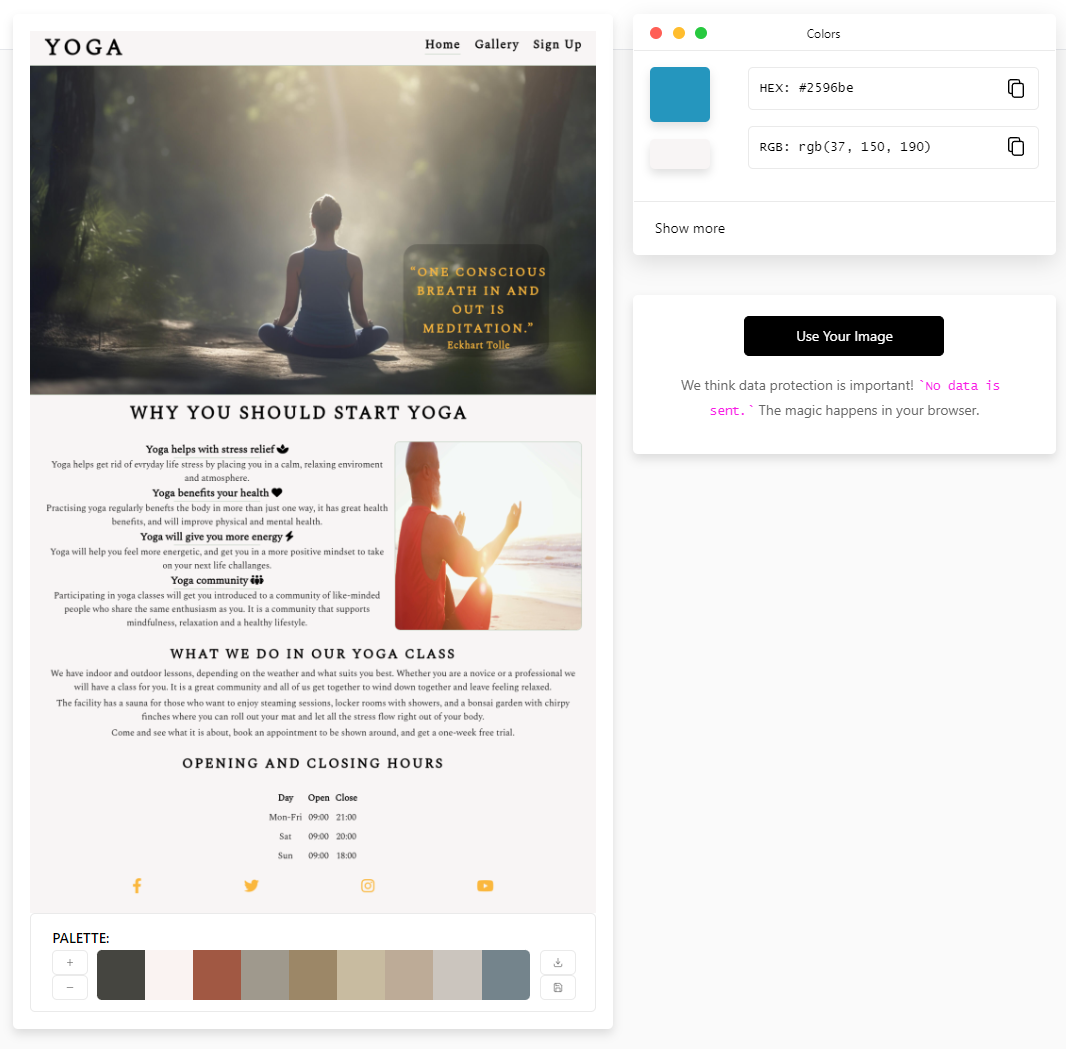 YOGA
Home Gallery Sign Up
"ONE CONSCIOUS
BREATH IN AND
OUT IS
MEDITATION."
Eckhart Tolle
WHY YOU SHOULD START YOGA
Yoga helps with stress relief
Yoga helps get rid of evryday life stress by placing you in a calm, relaxing enviroment
and atmosphere.
Yoga benefits your health
Practising yoga regularly benefts the body in more than just one way, it has great health
benefits, and will improve physical and mental health.
Yoga will give you more energy
Yoga will help you feel more energetic, and get you in a more positive mindset to take
on your next life challanges.
Yoga community
Participating in yoga classes will get you introduced to a community of like-minded
people who share the same enthusiasm as you. It is a community that supports
mindfulness, relaxation and a healthy lifestyle.
WHAT WE DO IN OUR YOGA CLASS
We have indoor and outdoor lessons, depending on the weather and what suits you best. Whether you are a novice or a professional we
will have a class for you. It is a great community and all of us get together to wind down together and leave feeling relaxed.
The facility has a sauna for those who want to enjoy steaming sessions, locker rooms with showers, and a bonsai garden with chirpy
finches where you can roll out your mat and let all the stress flow right out of your body.
Come and see what it is about, book an appointment to be shown around, and get a one-week free trial.
OPENING AND CLOSING HOURS
Day Open Close
Mon-Fri 09:00 21:00
Sat 09:00 20:00
Sun 09:00 18:00
PALETTE:
Colors
HEX: #2596be
RGB: rgb(37, 150, 190)
Show more
Use Your Image
We think data protection is important! `No data is
sent.` The magic happens in your browser.